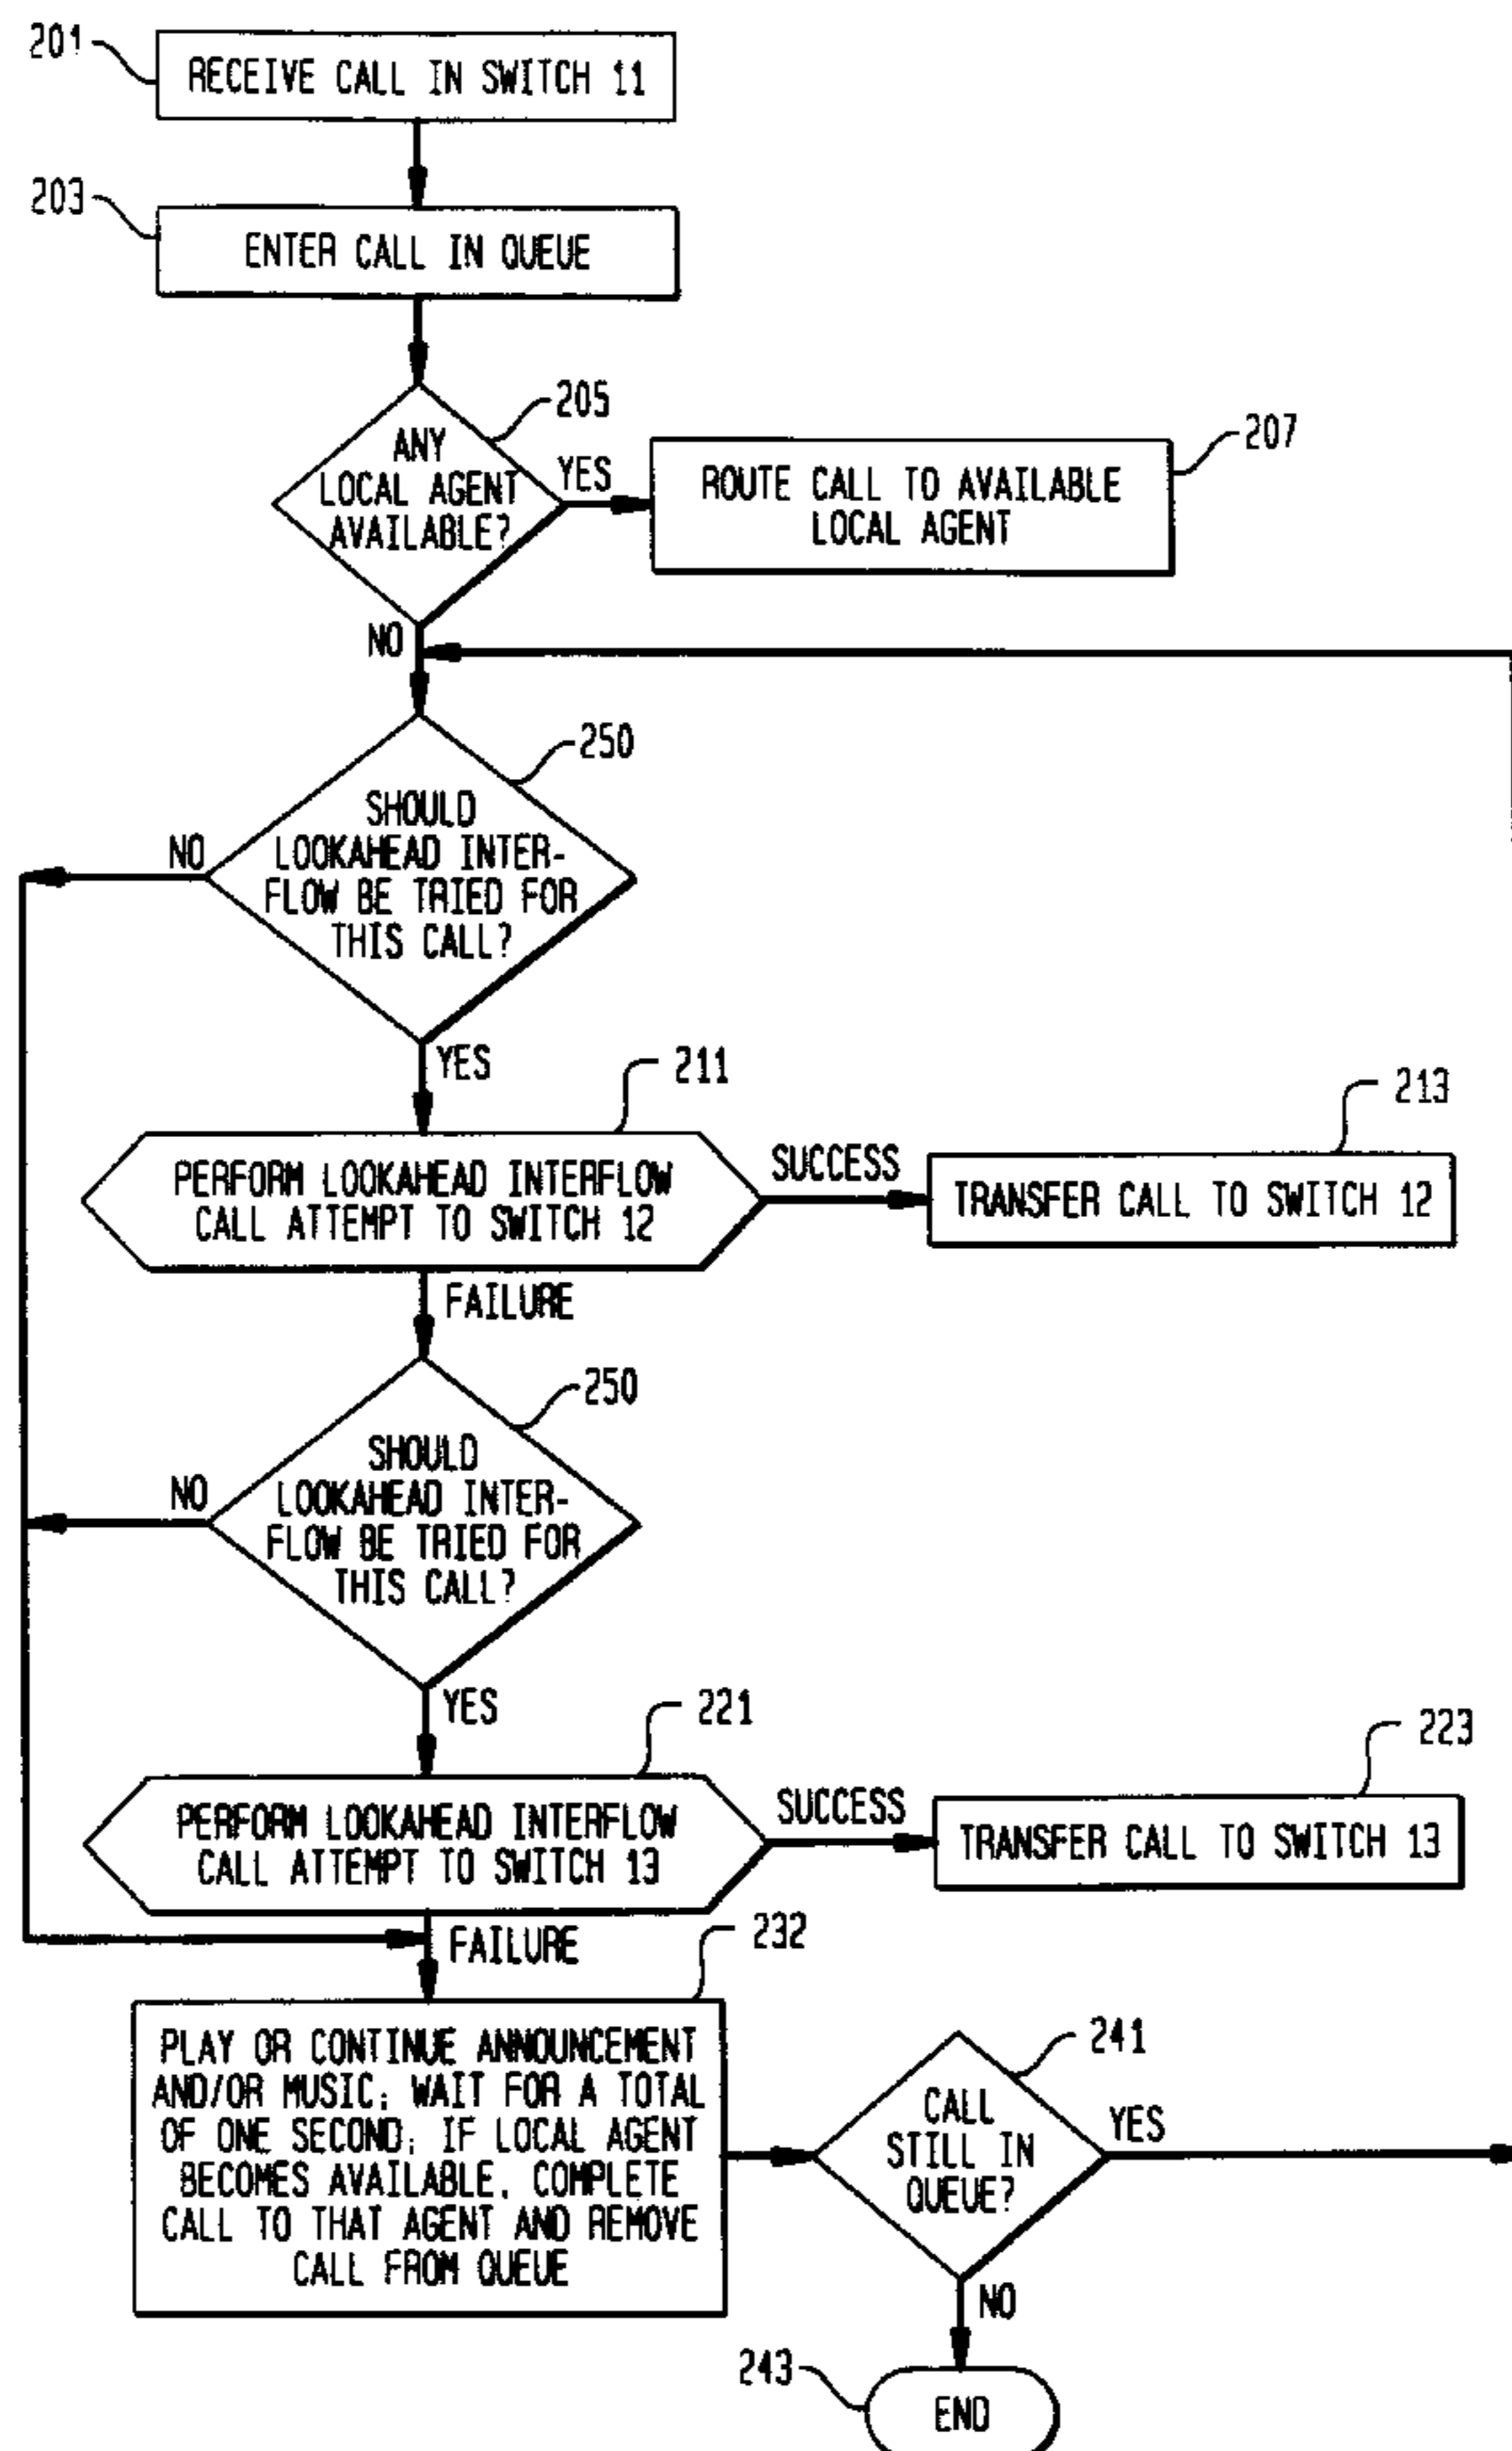 201
RECEIVE CALL IN SWITCH 11
203
ENTER CALL IN QUEUE
205
ANY
LOCAL AGENT
AVAILABLE?
YES
207
ROUTE CALL TO AVAILABLE
LOCAL AGENT
NO
250
SHOULD
LOOKAHEAD INTER-
FLOW BE TRIED FOR
THIS CALL?
NO
YES
211
PERFORM LOOKAHEAD INTERFLOW
CALL ATTEMPT TO SWITCH 12
SUCCESS
213
TRANSFER CALL TO SWITCH 12
FAILURE
250
SHOULD
LOOKAHEAD INTER-
FLOW BE TRIED FOR
THIS CALL?
NO
YES
221
PERFORM LOOKAHEAD INTERFLOW
CALL ATTEMPT TO SWITCH 13
SUCCESS
223
TRANSFER CALL TO SWITCH 13
FAILURE
232
PLAY OR CONTINUE ANNOUNCEMENT
AND/OR MUSIC; WAIT FOR A TOTAL
OF ONE SECOND; IF LOCAL AGENT
BECOMES AVAILABLE, COMPLETE
CALL TO THAT AGENT AND REMOVE
CALL FROM QUEUE
241
CALL
STILL IN
QUEUE?
YES
NO
243
END